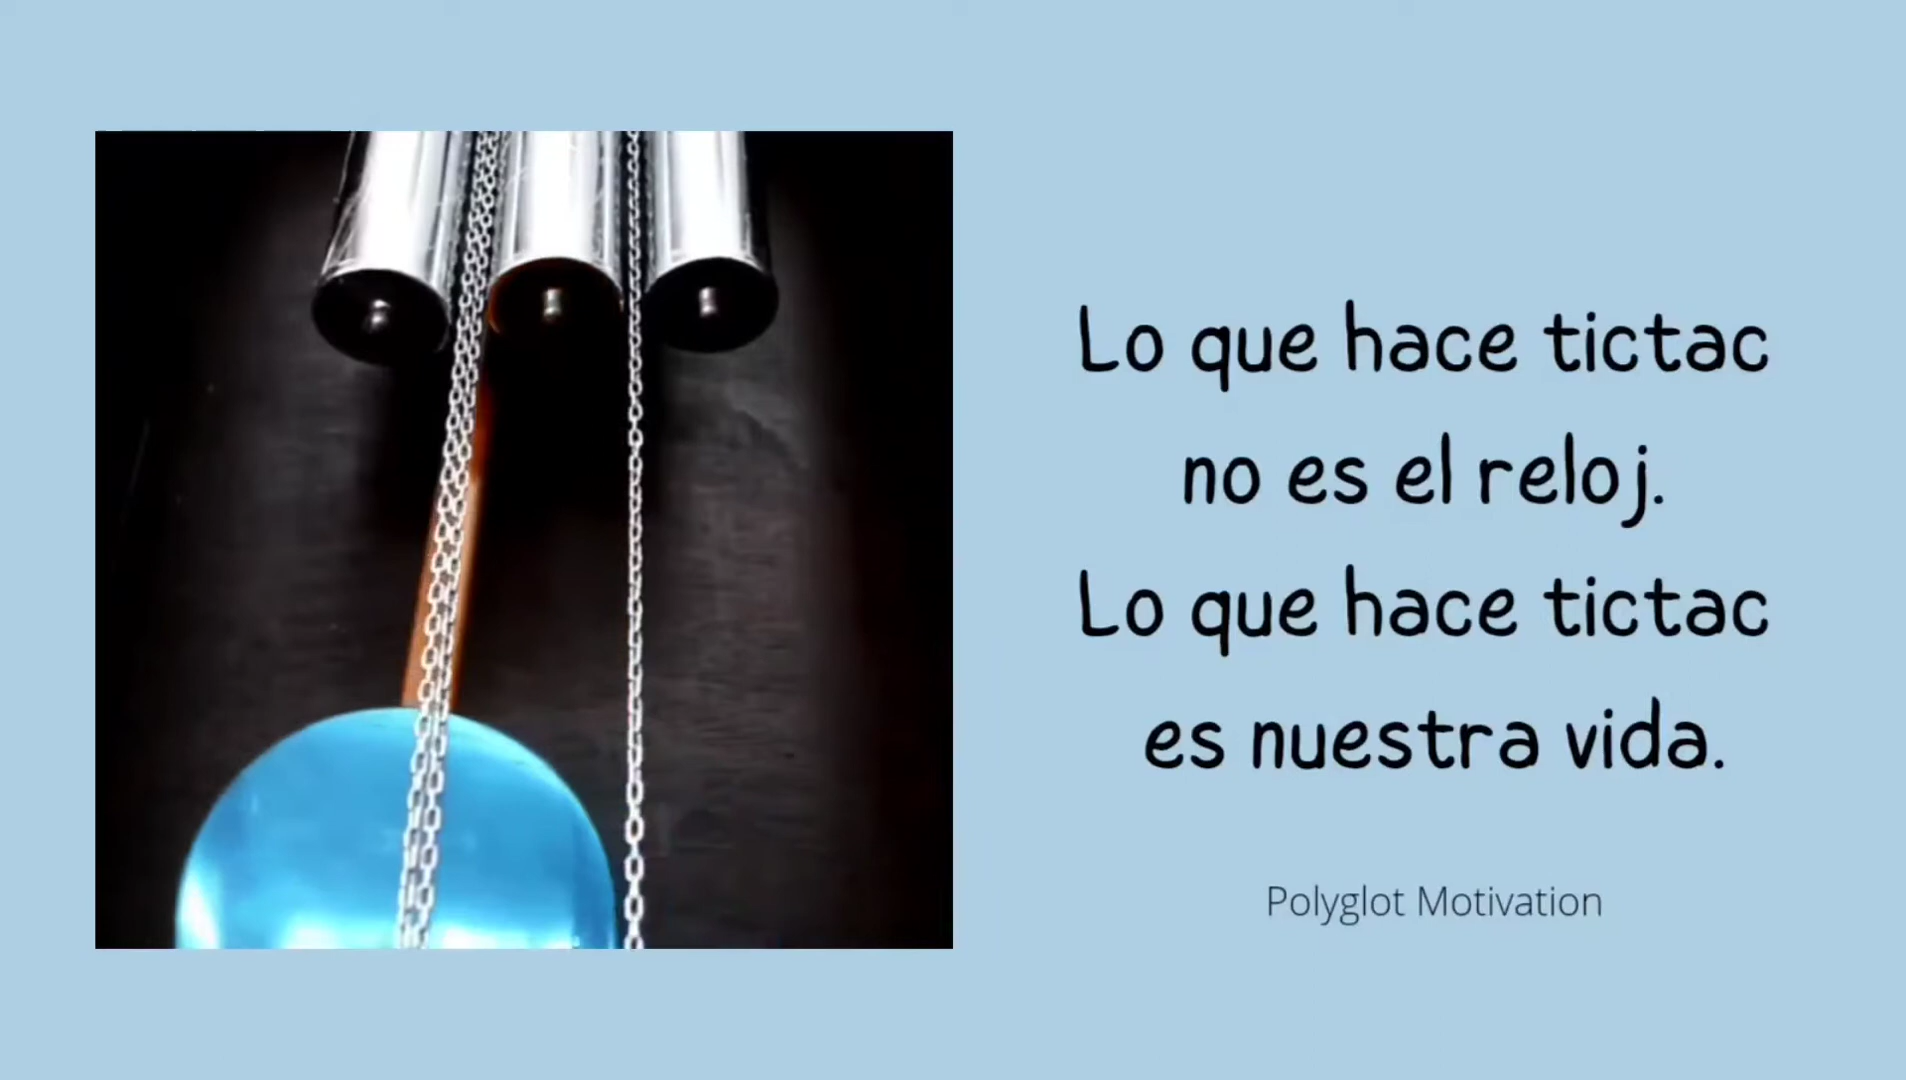 Lo que hace tictac
no es el reloj.
Lo que hace tictac
es nuestra vida.
Polyglot Motivation